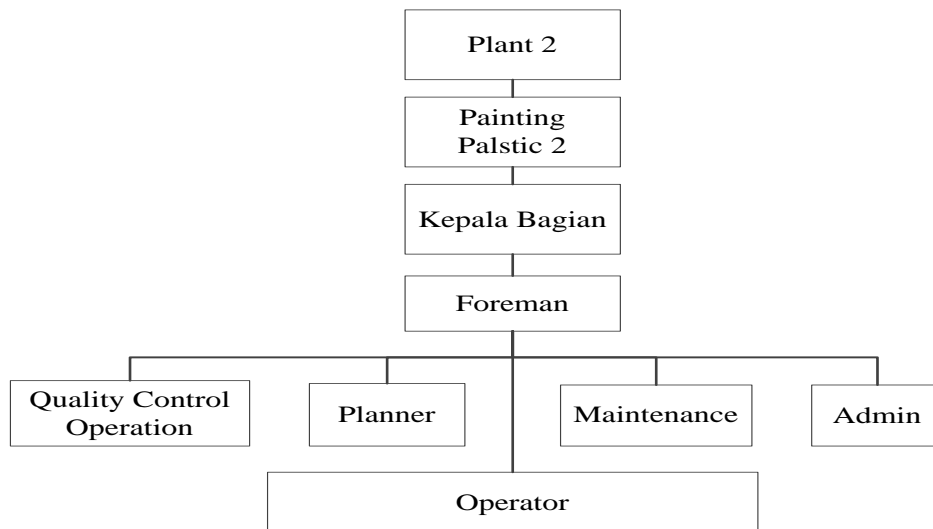 Plant 2
Painting
Palstic 2
Kepala Bagian
Foreman
Quality Control
Operation
Planner
Maintenance
Admin
Operator